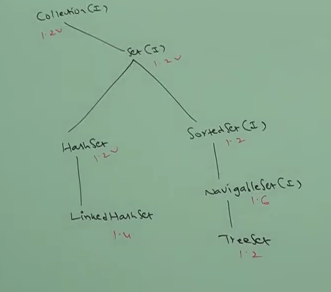 Collection(I)
1.2v
Set(I)
1.2v
HashSet
1.2v
SortedSet(I)
1.2
NavigableSet(I)
1.6
LinkedHashSet
1.4
TreeSet
1.2